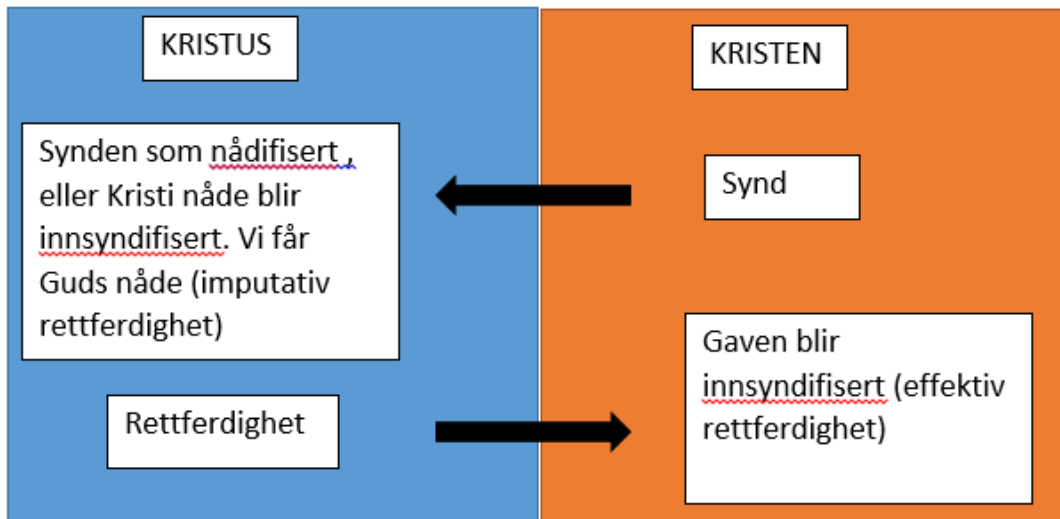 KRISTUS
KRISTEN
Synden som nådifisert ,
eller Kristi nåde blir
innsyndifisert. Vi får
Guds nåde (imputativ
rettferdighet)
Synd
Rettferdighet
Gaven blir
innsyndifisert (effektiv
rettferdighet)